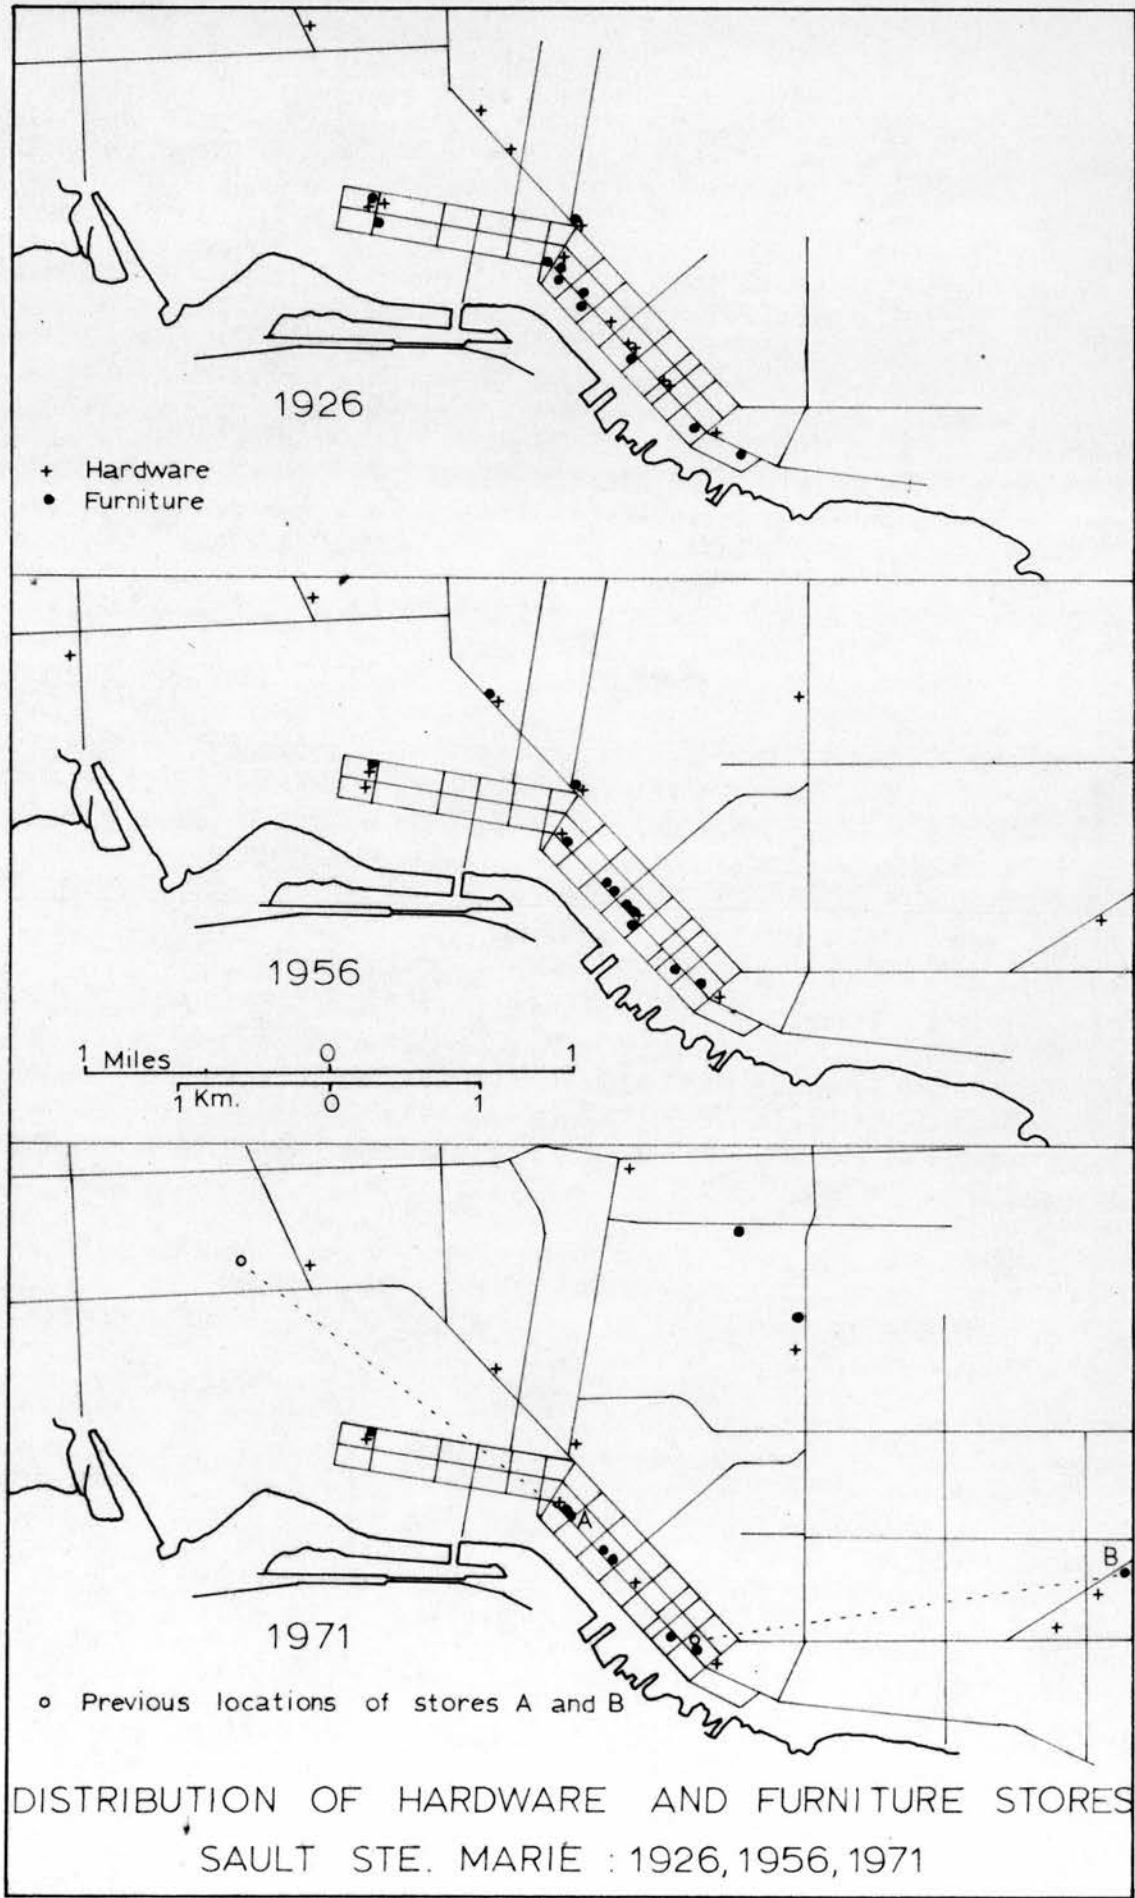 1926
+ Hardware
● Furniture
1956
1 Miles 0 1
1 Km. 0 1
A
B
1971
o Previous locations of stores A and B
DISTRIBUTION OF HARDWARE AND FURNITURE STORES
SAULT STE. MARIE : 1926, 1956, 1971